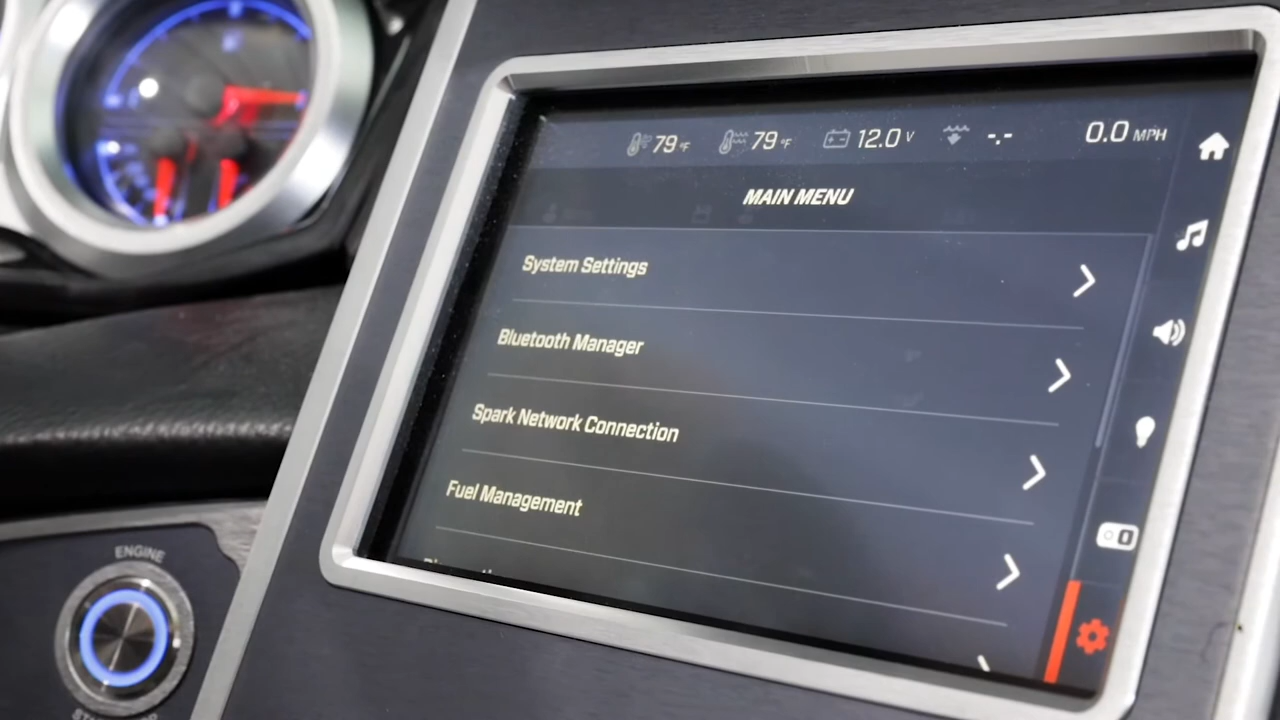 79 °F 79 °F 12.0 V -.- 0.0 MPH
MAIN MENU
System Settings
Bluetooth Manager
Spark Network Connection
Fuel Management
ENGINE